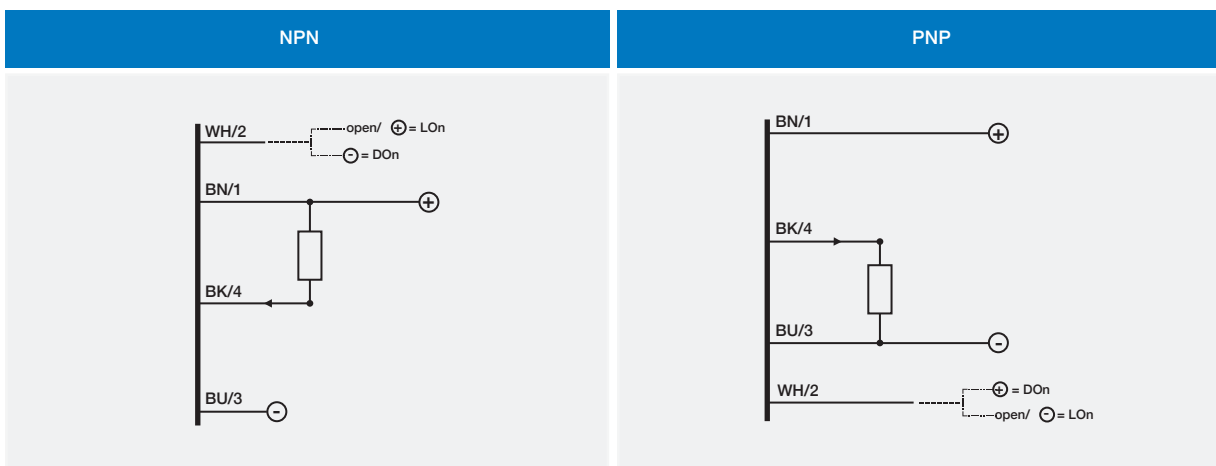 NPN
WH/2
open/ + = LOn
- = DOn
BN/1
+
BK/4
BU/3
-
PNP
BN/1
+
BK/4
BU/3
-
WH/2
+ = DOn
open/ - = LOn